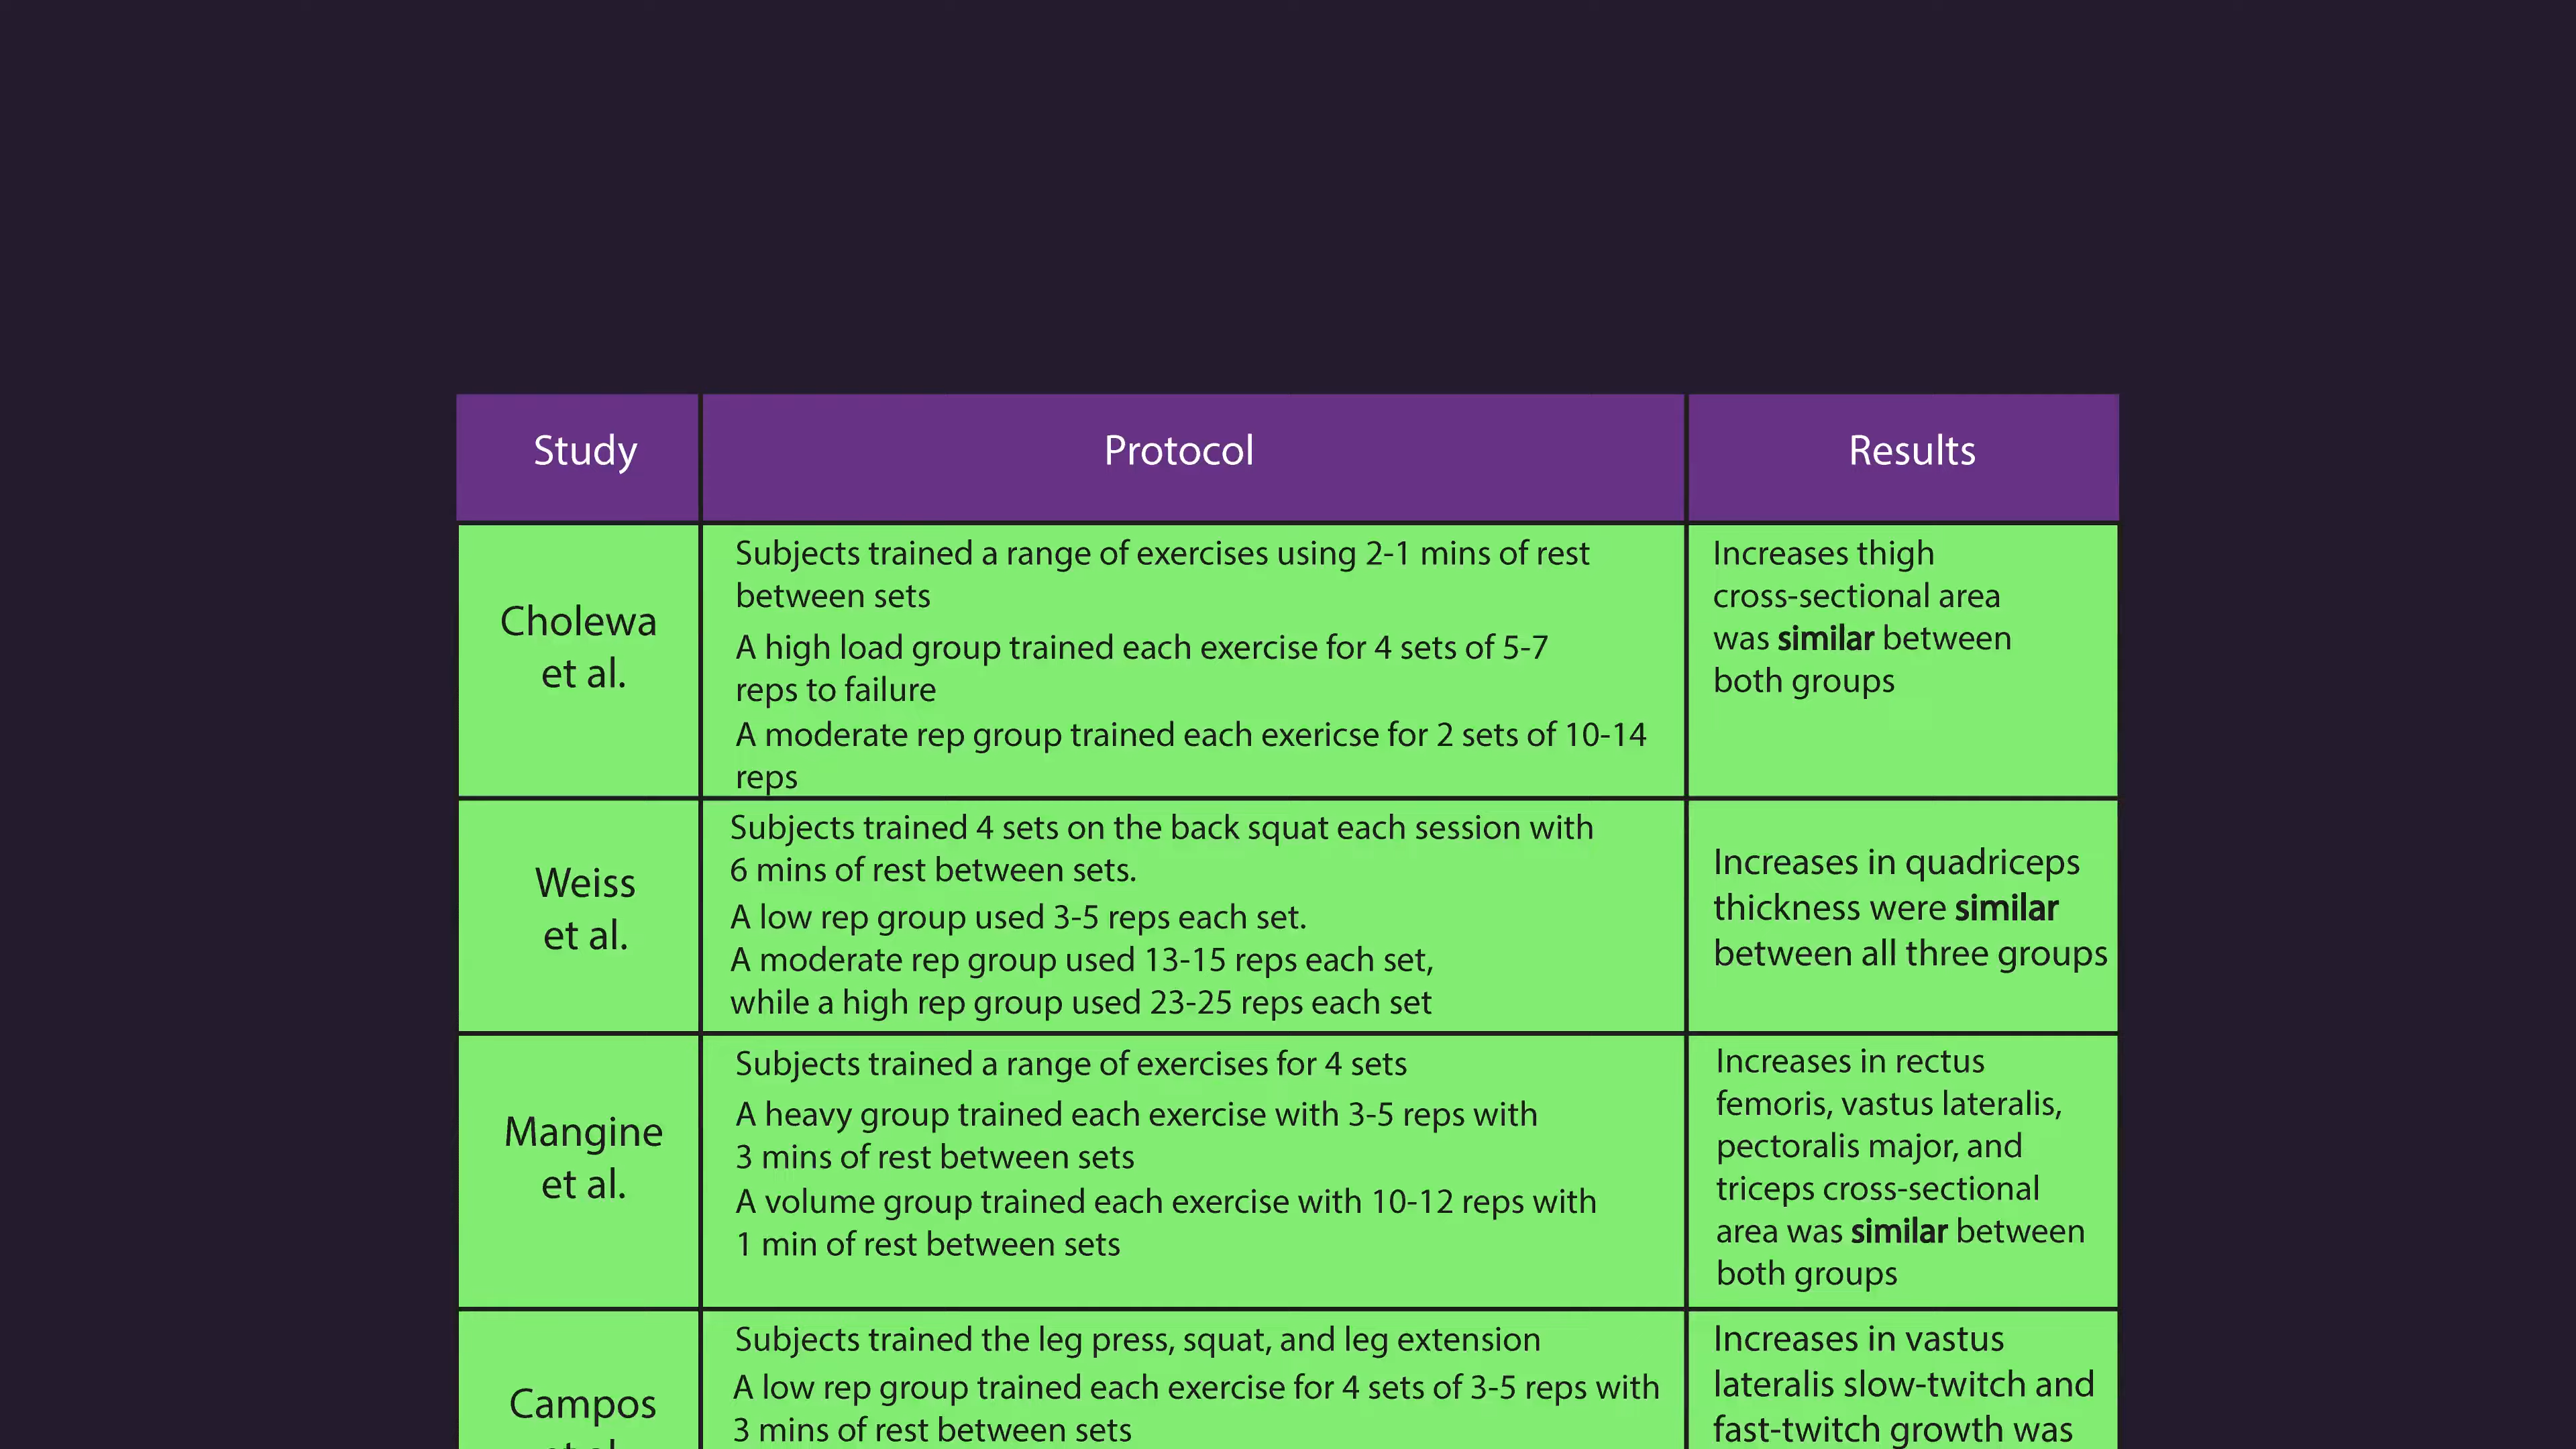 Study
Protocol
Results
Cholewa
et al.
Subjects trained a range of exercises using 2-1 mins of rest
between sets
A high load group trained each exercise for 4 sets of 5-7
reps to failure
A moderate rep group trained each exericse for 2 sets of 10-14
reps
Increases thigh
cross-sectional area
was similar between
both groups
Weiss
et al.
Subjects trained 4 sets on the back squat each session with
6 mins of rest between sets.
A low rep group used 3-5 reps each set.
A moderate rep group used 13-15 reps each set,
while a high rep group used 23-25 reps each set
Increases in quadriceps
thickness were similar
between all three groups
Mangine
et al.
Subjects trained a range of exercises for 4 sets
A heavy group trained each exercise with 3-5 reps with
3 mins of rest between sets
A volume group trained each exercise with 10-12 reps with
1 min of rest between sets
Increases in rectus
femoris, vastus lateralis,
pectoralis major, and
triceps cross-sectional
area was similar between
both groups
Campos
Subjects trained the leg press, squat, and leg extension
A low rep group trained each exercise for 4 sets of 3-5 reps with
3 mins of rest between sets
Increases in vastus
lateralis slow-twitch and
fast-twitch growth was